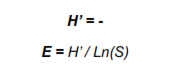 H' = -
E = H' / Ln(S)